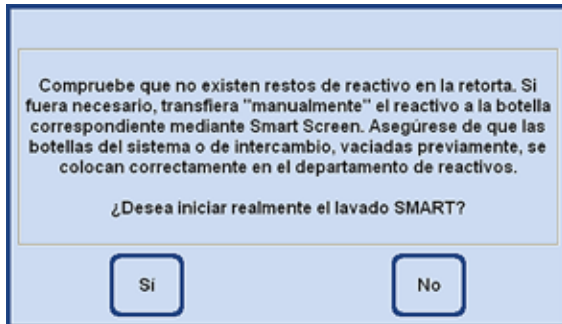 Compruebe que no existen restos de reactivo en la retorta. Si
fuera necesario, transfiera "manualmente" el reactivo a la botella
correspondiente mediante Smart Screen. Asegúrese de que las
botellas del sistema o de intercambio, vaciadas previamente, se
colocan correctamente en el departamento de reactivos.
¿Desea iniciar realmente el lavado SMART?
Sí
No